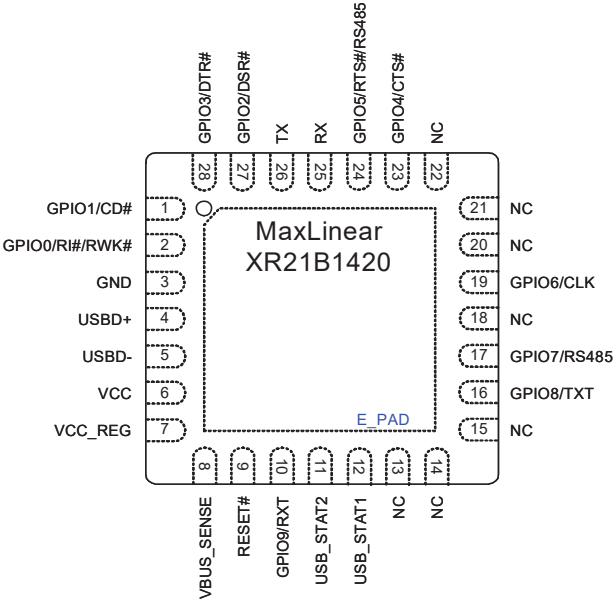 GPIO3/DTR#
GPIO2/DSR#
TX
RX
GPIO5/RTS#/RS485
GPIO4/CTS#
NC
28
27
26
25
24
23
22
GPIO1/CD# 1
GPIO0/RI#/RWK# 2
GND 3
USBD+ 4
USBD- 5
VCC 6
VCC_REG 7
MaxLinear
XR21B1420
E_PAD
21 NC
20 NC
19 GPIO6/CLK
18 NC
17 GPIO7/RS485
16 GPIO8/TXT
15 NC
8
9
10
11
12
13
14
VBUS_SENSE
RESET#
GPIO9/RXT
USB_STAT2
USB_STAT1
NC
NC